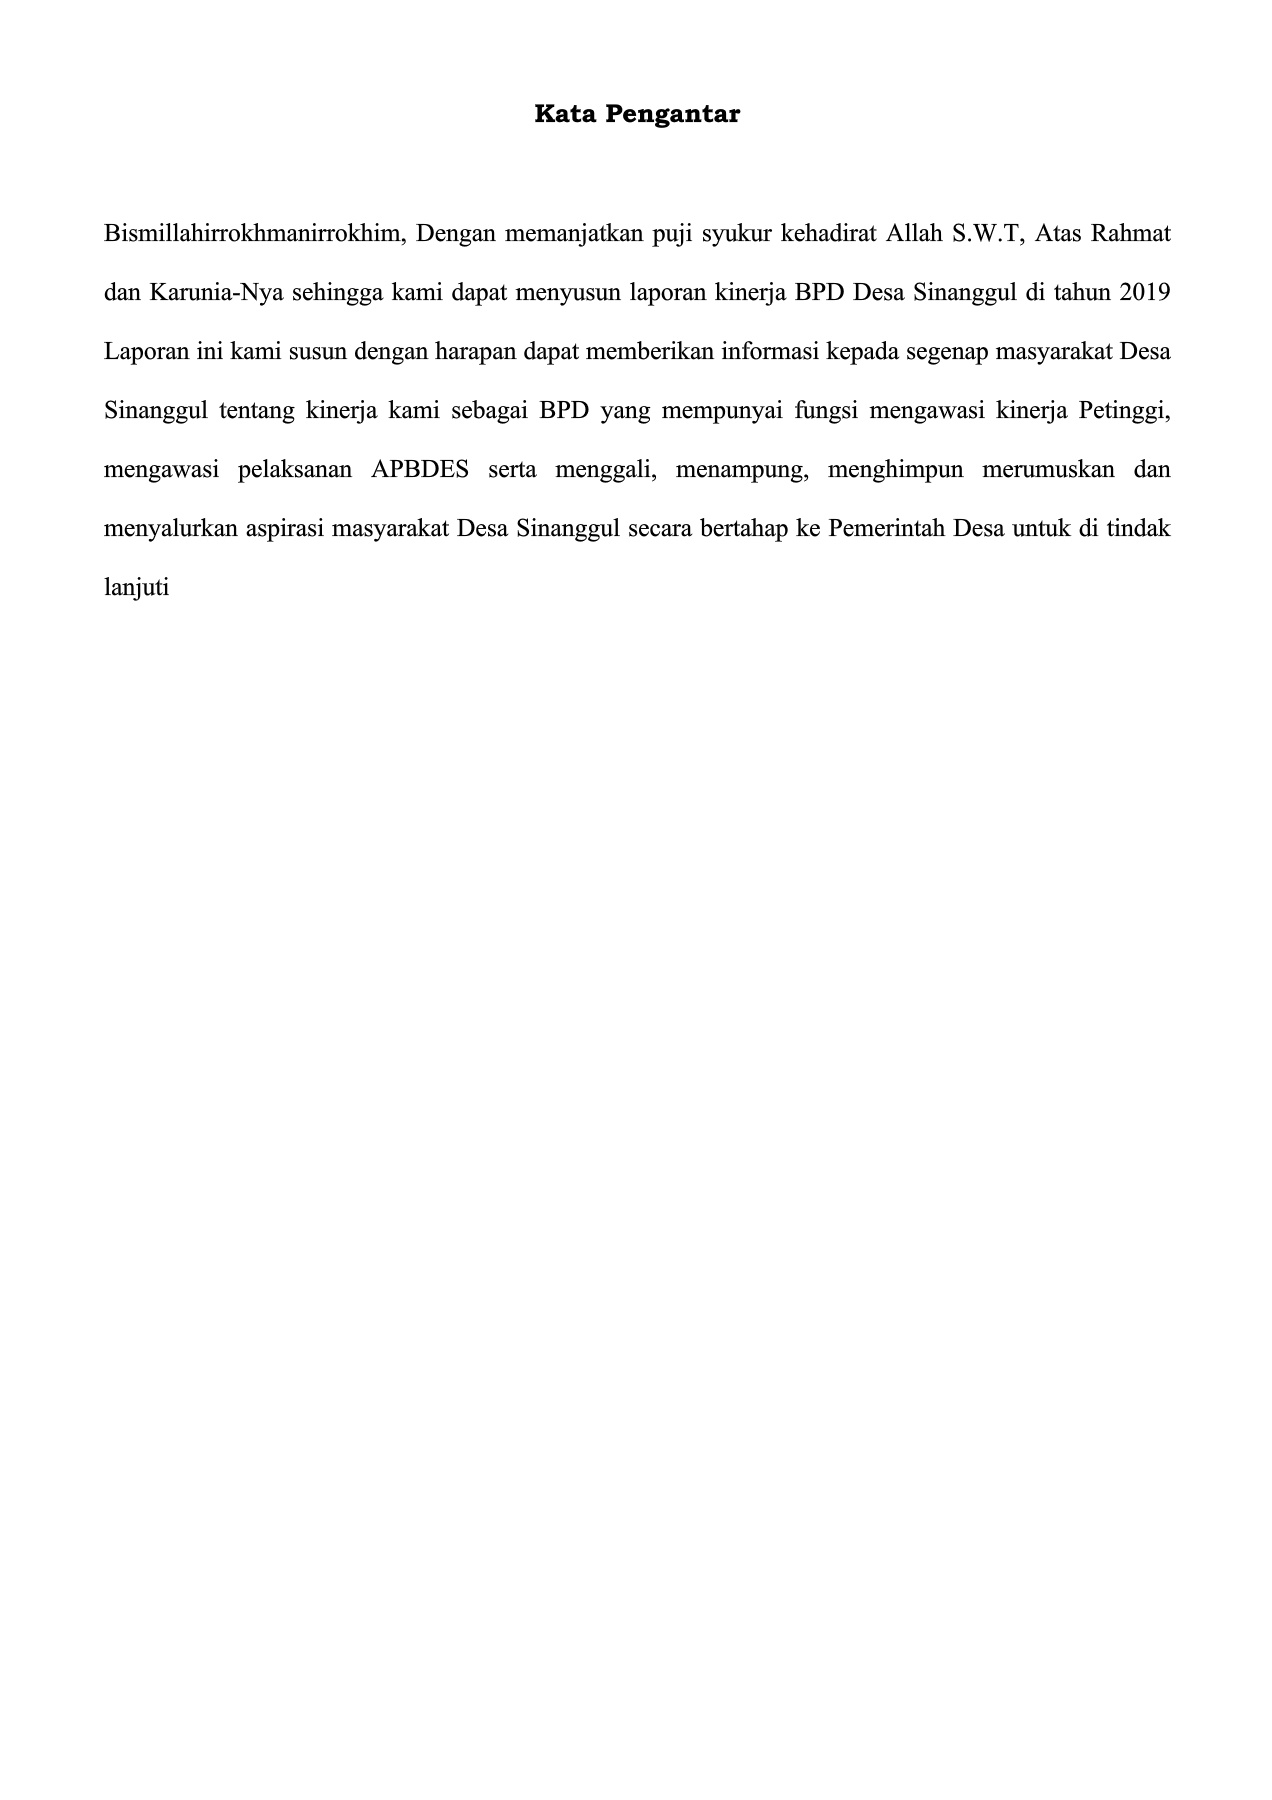 Kata Pengantar
Bismillahirrokhmanirrokhim, Dengan memanjatkan puji syukur kehadirat Allah S.W.T, Atas Rahmat
dan Karunia-Nya sehingga kami dapat menyusun laporan kinerja BPD Desa Sinanggul di tahun 2019
Laporan ini kami susun dengan harapan dapat memberikan informasi kepada segenap masyarakat Desa
Sinanggul tentang kinerja kami sebagai BPD yang mempunyai fungsi mengawasi kinerja Petinggi,
mengawasi pelaksanan APBDES serta menggali, menampung, menghimpun merumuskan dan
menyalurkan aspirasi masyarakat Desa Sinanggul secara bertahap ke Pemerintah Desa untuk di tindak
lanjuti